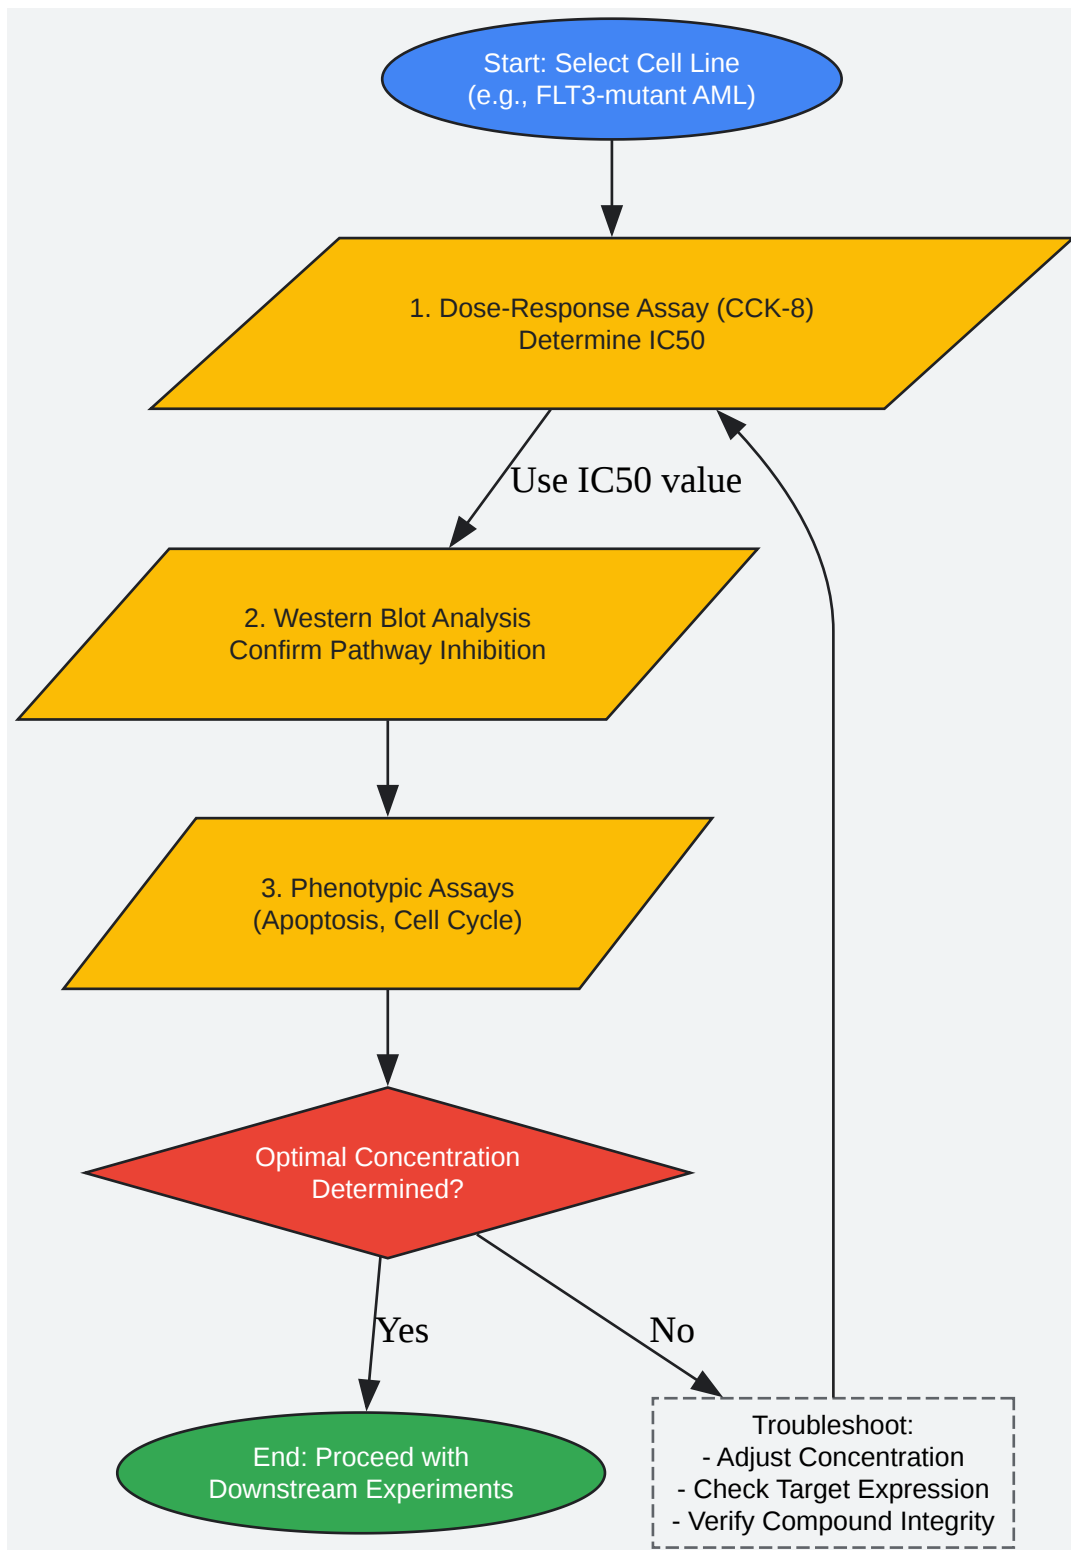 Start: Select Cell Line
(e.g., FLT3-mutant AML)
1. Dose-Response Assay (CCK-8)
Determine IC50
Use IC50 value
2. Western Blot Analysis
Confirm Pathway Inhibition
3. Phenotypic Assays
(Apoptosis, Cell Cycle)
Optimal Concentration
Determined?
Yes
No
End: Proceed with
Downstream Experiments
Troubleshoot:
- Adjust Concentration
- Check Target Expression
- Verify Compound Integrity